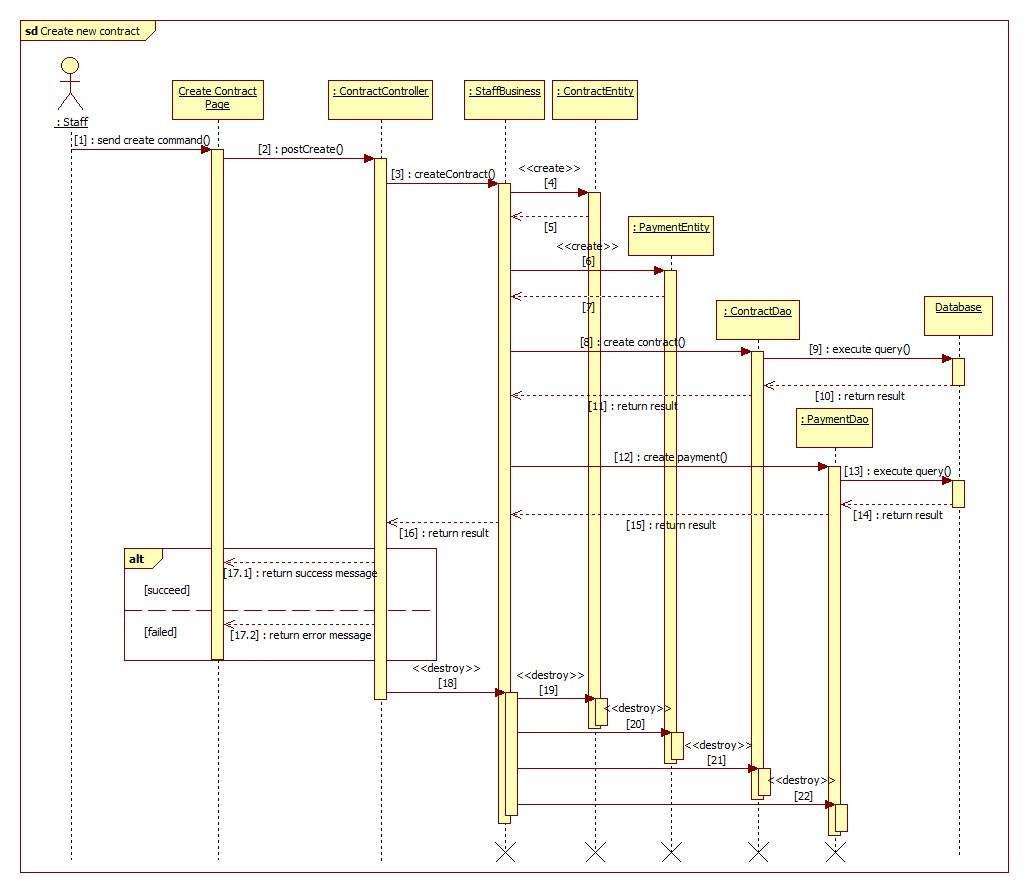 sd Create new contract
: Staff
Create Contract
Page
: ContractController
: StaffBusiness
: ContractEntity
[1] : send create command()
[2] : postCreate()
[3] : createContract()
<<create>>
[4]
[5]
: PaymentEntity
<<create>>
[6]
[7]
: ContractDao
Database
[8] : create contract()
[9] : execute query()
[10] : return result
[11] : return result
: PaymentDao
[12] : create payment()
[13] : execute query()
[14] : return result
[15] : return result
[16] : return result
alt
[17.1] : return success message
[succeed]
[failed]
[17.2] : return error message
<<destroy>>
[18]
<<destroy>>
[19]
<<destroy>>
[20]
<<destroy>>
[21]
<<destroy>>
[22]